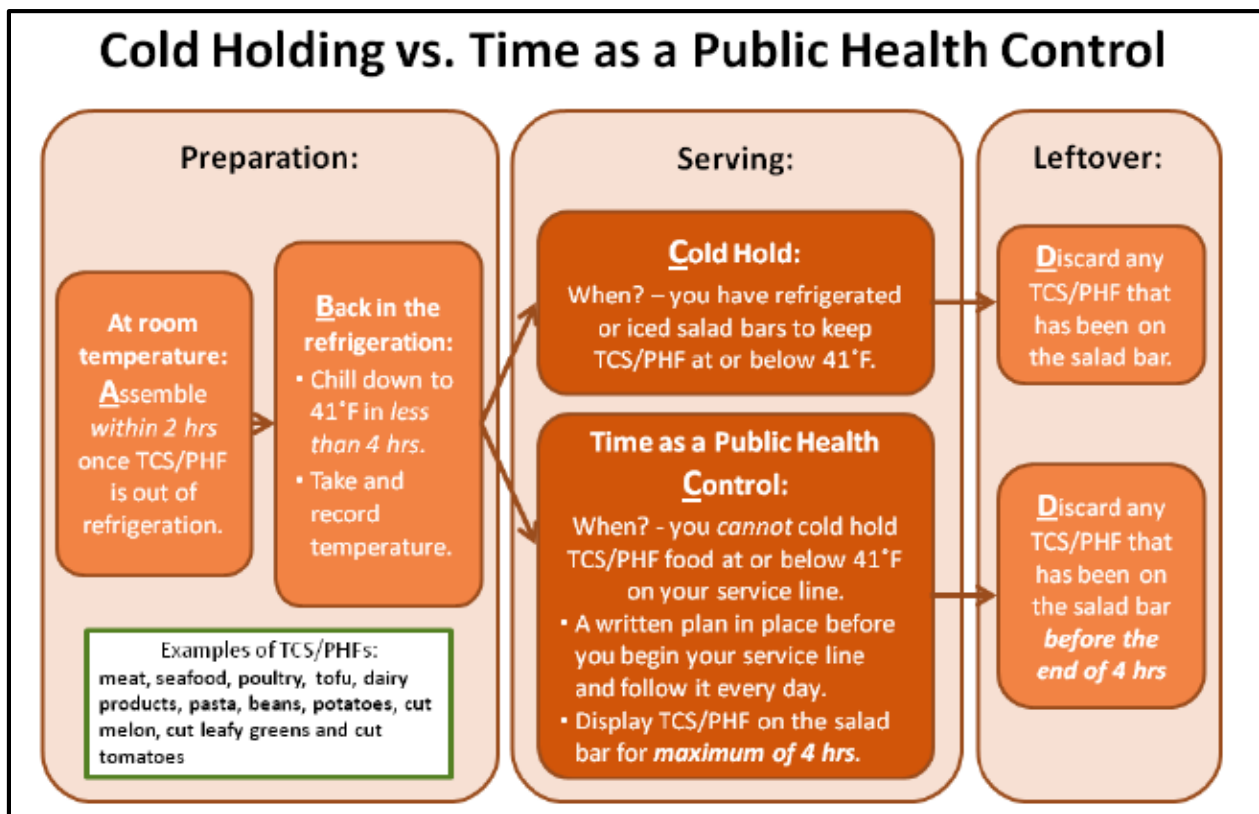 Cold Holding vs. Time as a Public Health Control
Preparation:
At room
temperature:
Assemble
within 2 hrs
once TCS/PHF
is out of
refrigeration.
Back in the
refrigeration:
• Chill down to
41˚F in less
than 4 hrs.
• Take and
record
temperature.
Examples of TCS/PHFs:
meat, seafood, poultry, tofu, dairy
products, pasta, beans, potatoes, cut
melon, cut leafy greens and cut
tomatoes
Serving:
Cold Hold:
When? – you have refrigerated
or iced salad bars to keep
TCS/PHF at or below 41˚F.
Time as a Public Health
Control:
When? - you cannot cold hold
TCS/PHF food at or below 41˚F
on your service line.
• A written plan in place before
you begin your service line
and follow it every day.
• Display TCS/PHF on the salad
bar for maximum of 4 hrs.
Leftover:
Discard any
TCS/PHF that
has been on
the salad bar.
Discard any
TCS/PHF that
has been on
the salad bar
before the
end of 4 hrs